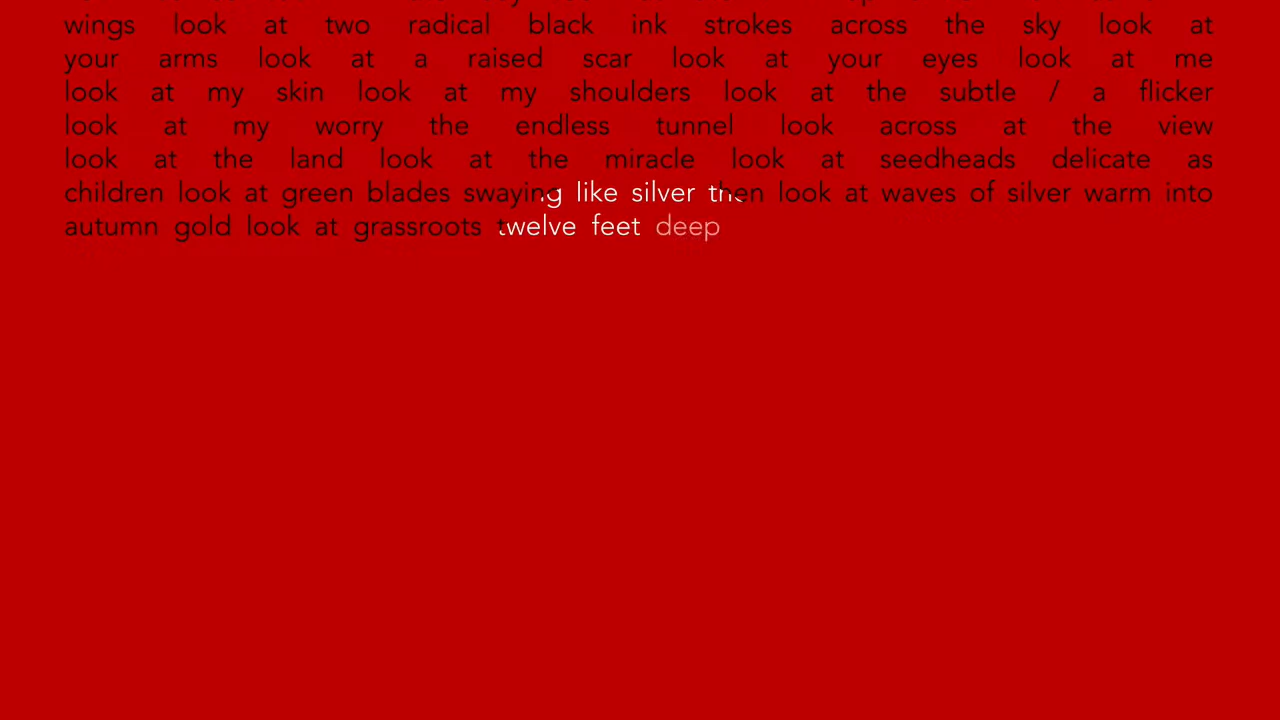 wings look at two radical black ink strokes across the sky look at
your arms look at a raised scar look at your eyes look at me
look at my skin look at my shoulders look at the subtle / a flicker
look at my worry the endless tunnel look across at the view
look at the land look at the miracle look at seedheads delicate as
children look at green blades swaying like silver then look at waves of silver warm into
autumn gold look at grassroots twelve feet deep